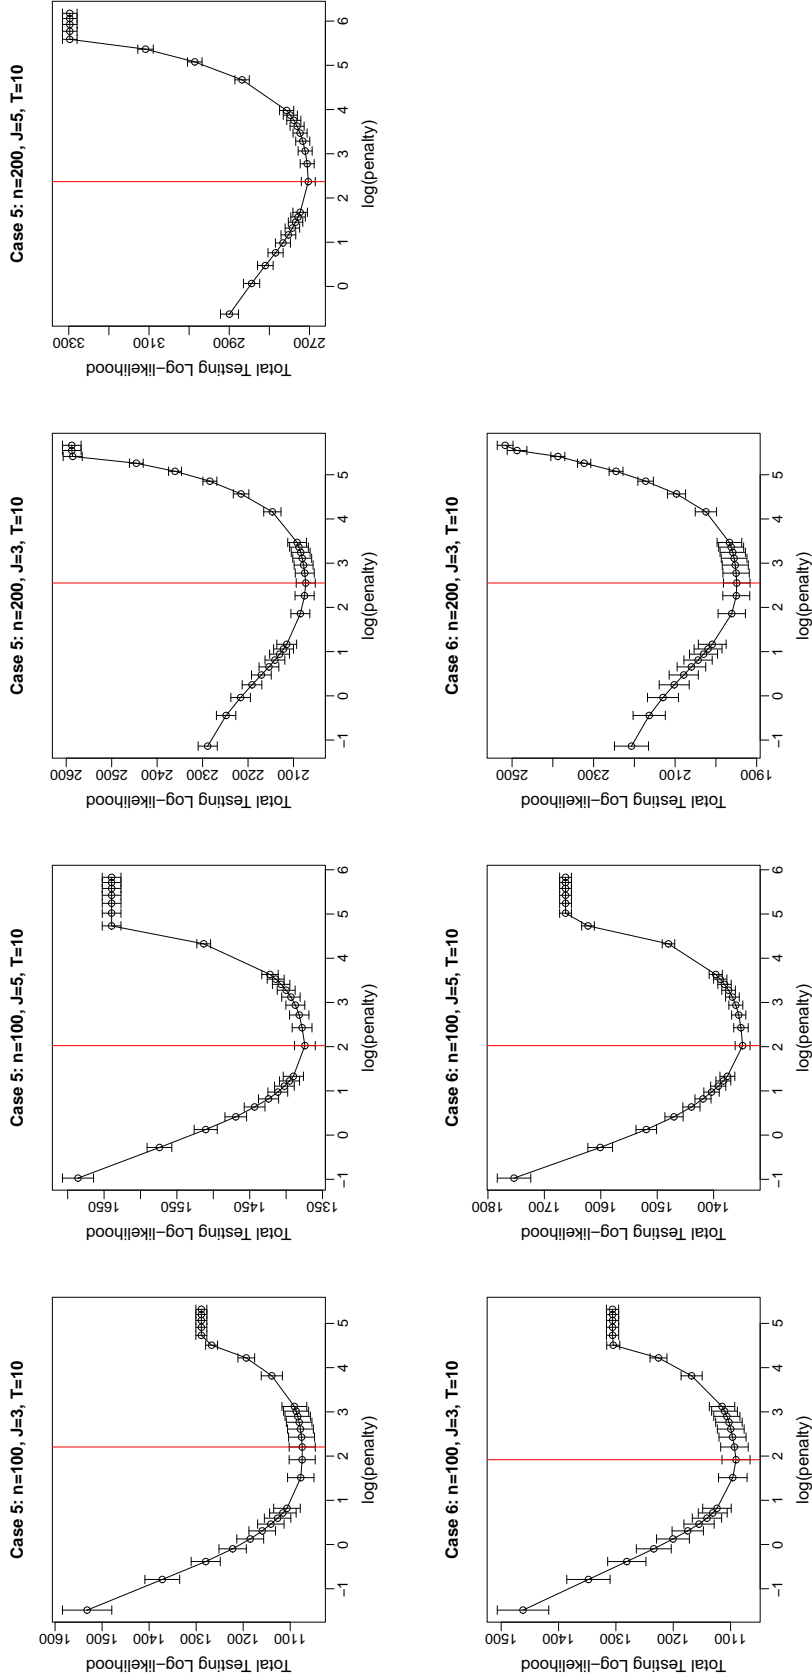 Case 5: n=100, J=3, T=10
Total Testing Log−likelihood
1100 1200 1300 1400 1500 1600
−1 0 1 2 3 4 5
log(penalty)
Case 5: n=100, J=5, T=10
Total Testing Log−likelihood
1350 1450 1550 1650
−1 0 1 2 3 4 5 6
log(penalty)
Case 5: n=200, J=3, T=10
Total Testing Log−likelihood
2100 2200 2300 2400 2500 2600
−1 0 1 2 3 4 5
log(penalty)
Case 5: n=200, J=5, T=10
Total Testing Log−likelihood
2700 2900 3100 3300
0 1 2 3 4 5 6
log(penalty)
Case 6: n=100, J=3, T=10
Total Testing Log−likelihood
1100 1200 1300 1400 1500
−1 0 1 2 3 4 5
log(penalty)
Case 6: n=100, J=5, T=10
Total Testing Log−likelihood
1400 1500 1600 1700 1800
−1 0 1 2 3 4 5 6
log(penalty)
Case 6: n=200, J=3, T=10
Total Testing Log−likelihood
1900 2100 2300 2500
−1 0 1 2 3 4 5
log(penalty)